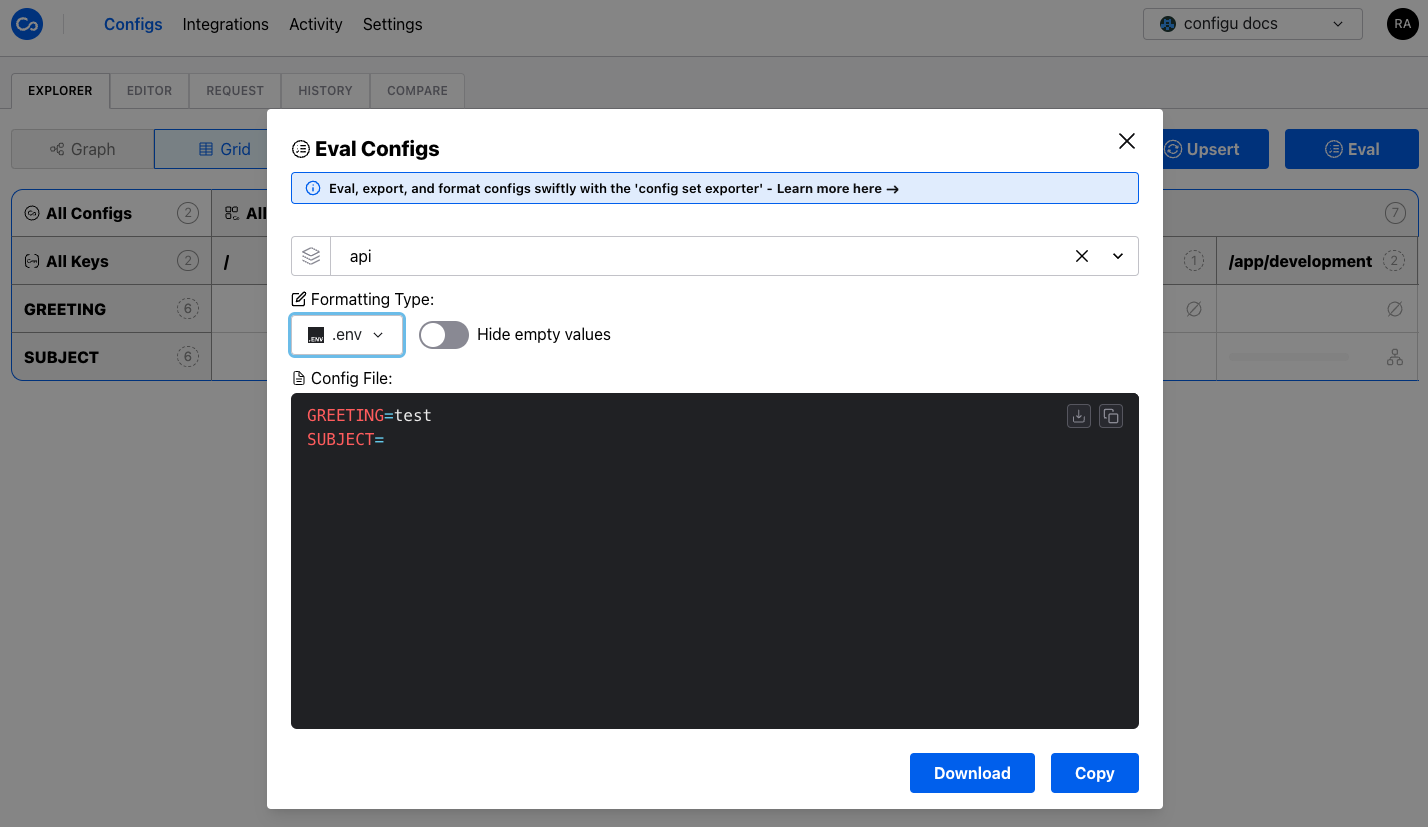 Configs Integrations Activity Settings configu docs RA
EXPLORER EDITOR REQUEST HISTORY COMPARE
Graph Grid Upsert Eval
Eval Configs
Eval, export, and format configs swiftly with the 'config set exporter' - Learn more here →
All Configs 2 All 7
api
All Keys 2 / 1 /app/development 2
Formatting Type:
GREETING 6
.ENV .env Hide empty values
SUBJECT 6
Config File:
GREETING=test
SUBJECT=
Download Copy